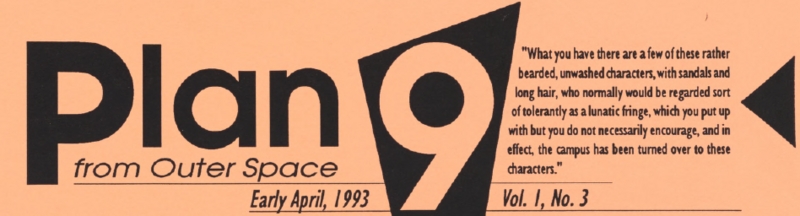 Plan 9
from Outer Space
"What you have there are a few of these rather
bearded, unwashed characters, with sandals and
long hair, who normally would be regarded sort
of tolerantly as a lunatic fringe, which you put up
with but you do not necessarily encourage, and in
effect, the campus has been turned over to these
characters."
Early April, 1993
Vol. 1, No. 3